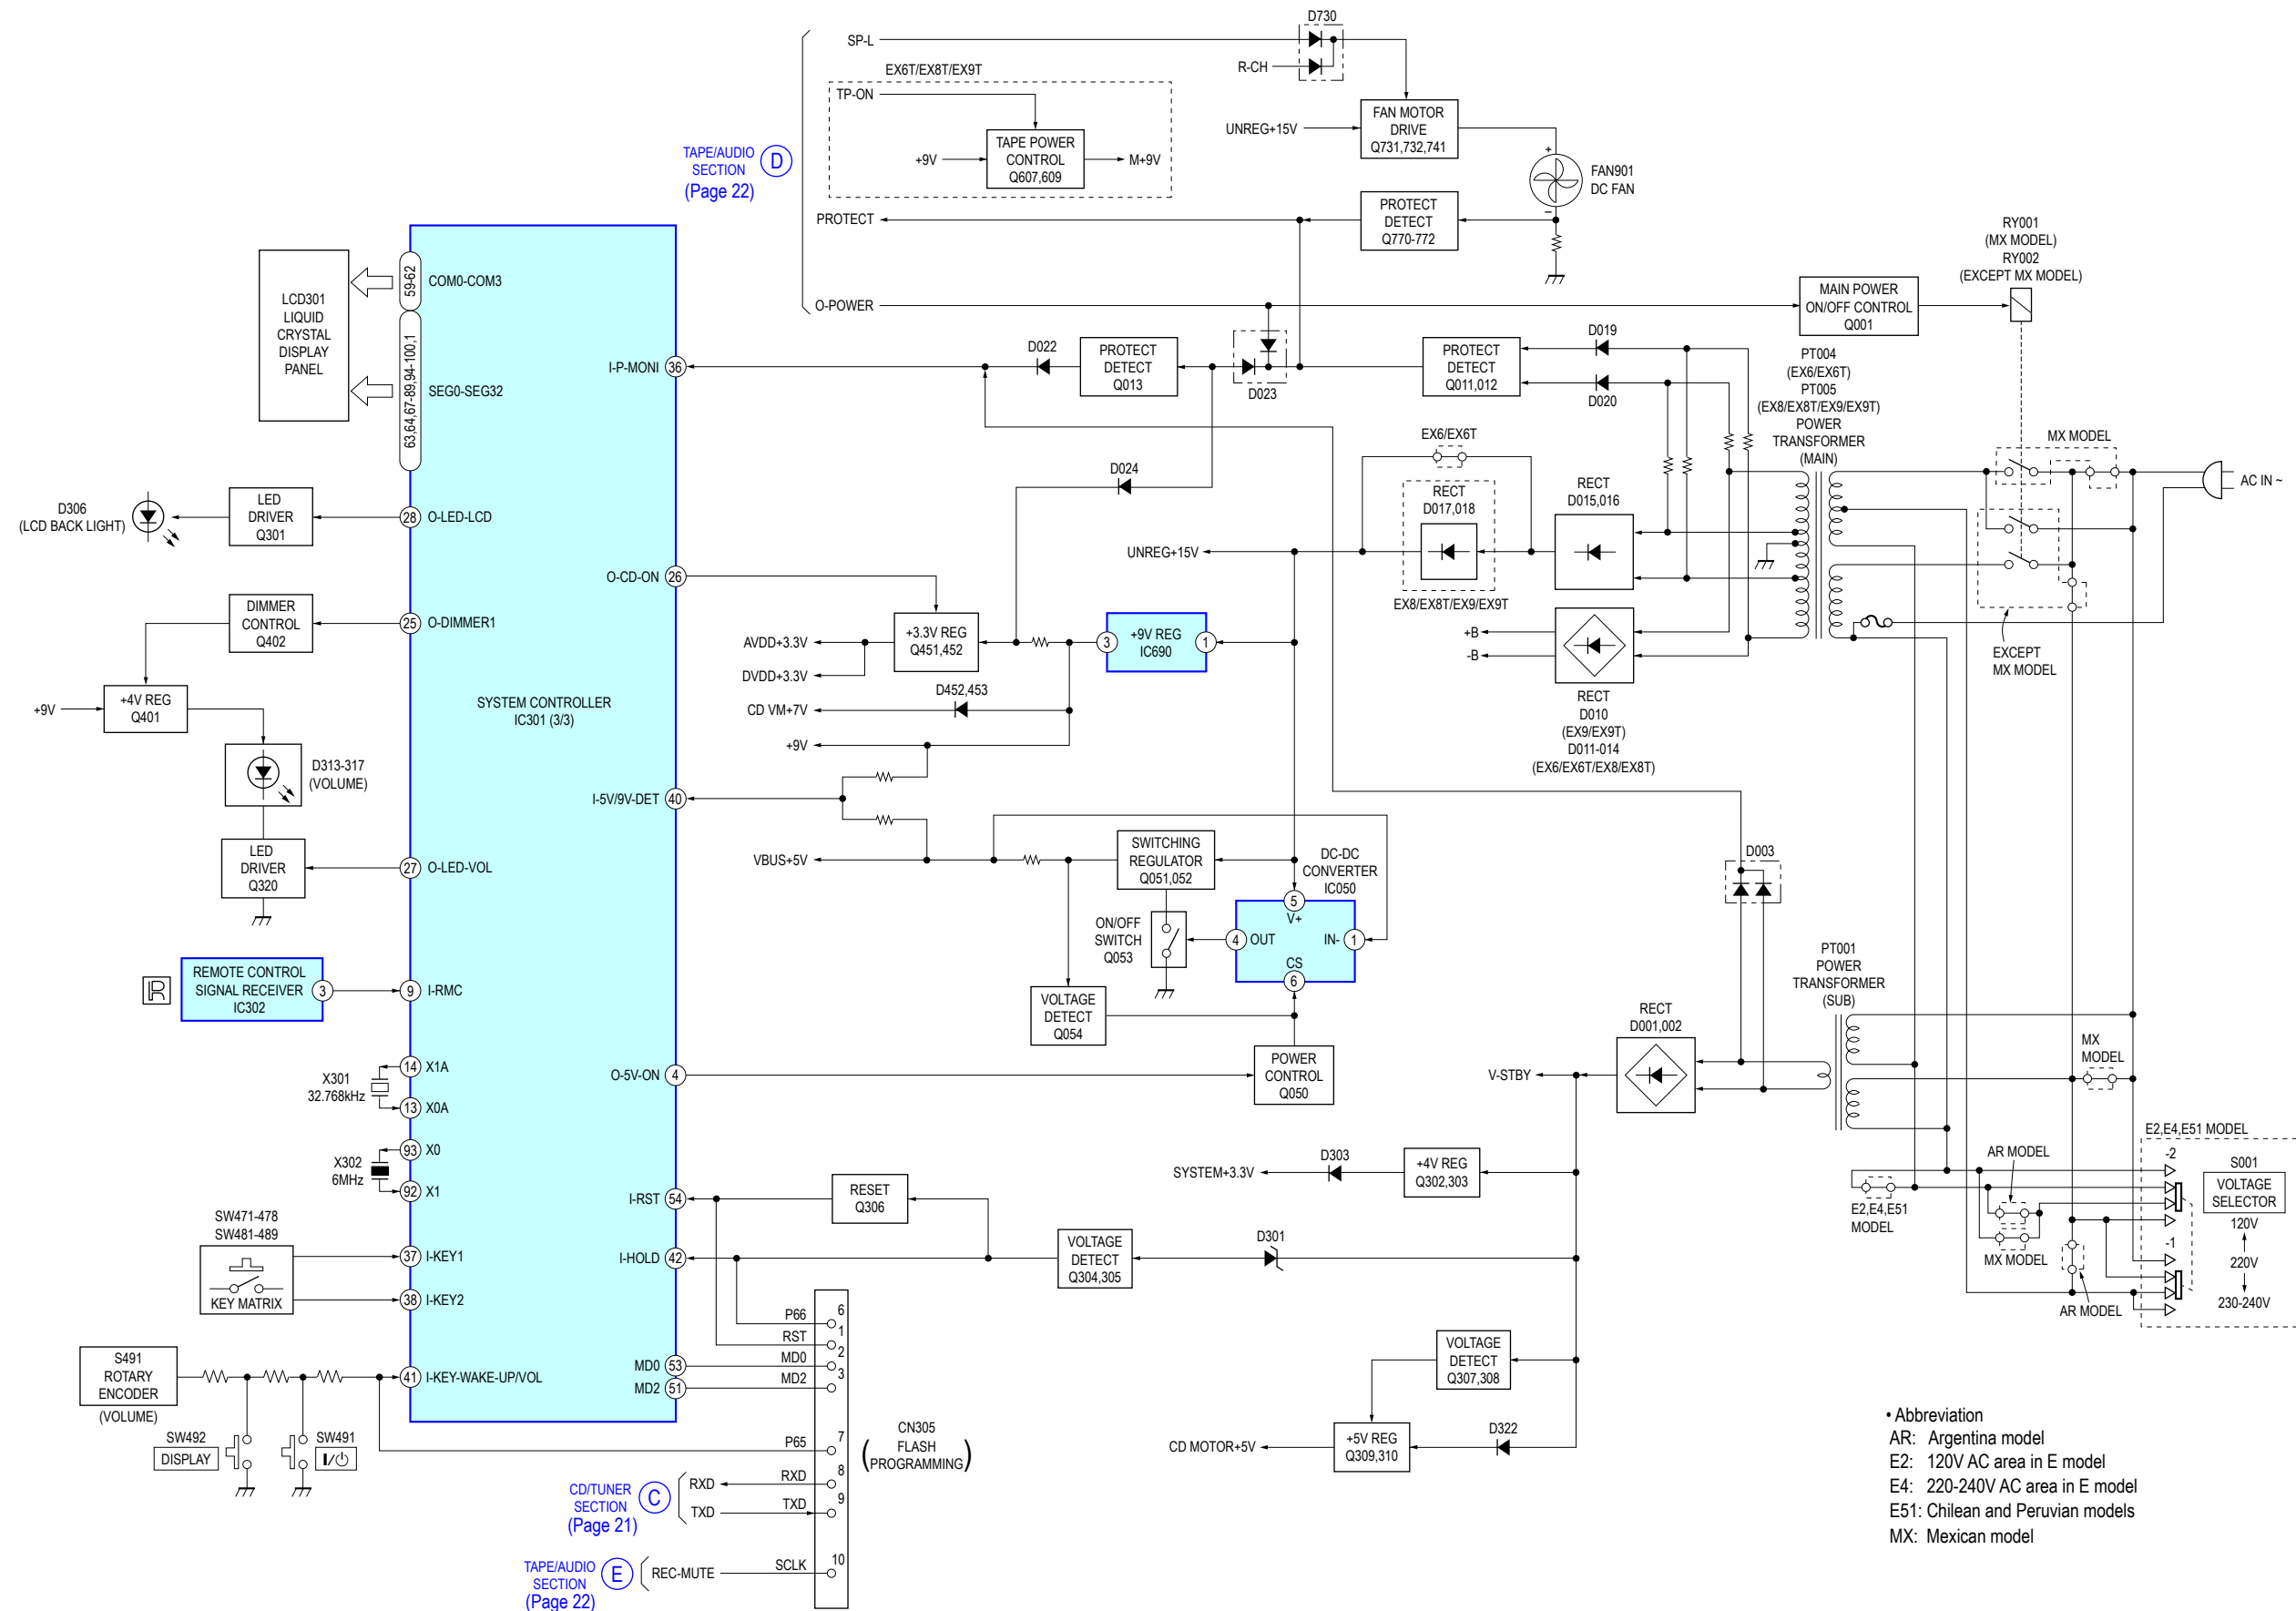 D730
SP-L
R-CH
EX6T/EX8T/EX9T
TP-ON
TAPE POWER
CONTROL
Q607,609
+9V
M+9V
TAPE/AUDIO
SECTION
(Page 22)
D
UNREG+15V
FAN MOTOR
DRIVE
Q731,732,741
+
–
FAN901
DC FAN
PROTECT
PROTECT
DETECT
Q770-772
O-POWER
MAIN POWER
ON/OFF CONTROL
Q001
RY001
(MX MODEL)
RY002
(EXCEPT MX MODEL)
LCD301
LIQUID
CRYSTAL
DISPLAY
PANEL
59-62
COM0-COM3
63,64,67-89,94-100,1
SEG0-SEG32
I-P-MONI
36
D022
PROTECT
DETECT
Q013
D023
PROTECT
DETECT
Q011,012
D019
D020
PT004
(EX6/EX6T)
PT005
(EX8/EX8T/EX9/EX9T)
POWER
TRANSFORMER
(MAIN)
MX MODEL
AC IN ~
EX6/EX6T
D024
RECT
D017,018
RECT
D015,016
UNREG+15V
EX8/EX8T/EX9/EX9T
D306
(LCD BACK LIGHT)
LED
DRIVER
Q301
28
O-LED-LCD
O-CD-ON
26
DIMMER
CONTROL
Q402
25
O-DIMMER1
+3.3V REG
Q451,452
3
+9V REG
IC690
1
AVDD+3.3V
DVDD+3.3V
+B
-B
RECT
D010
(EX9/EX9T)
D011-014
(EX6/EX6T/EX8/EX8T)
EXCEPT
MX MODEL
+9V
+4V REG
Q401
SYSTEM CONTROLLER
IC301 (3/3)
D452,453
CD VM+7V
+9V
D313-317
(VOLUME)
I-5V/9V-DET
40
LED
DRIVER
Q320
27
O-LED-VOL
VBUS+5V
SWITCHING
REGULATOR
Q051,052
DC-DC
CONVERTER
IC050
D003
5
V+
ON/OFF
SWITCH
Q053
4
OUT
IN-
1
CS
6
REMOTE CONTROL
SIGNAL RECEIVER
IC302
3
9
I-RMC
R
VOLTAGE
DETECT
Q054
PT001
POWER
TRANSFORMER
(SUB)
RECT
D001,002
MX
MODEL
X301
32.768kHz
14
X1A
13
X0A
O-5V-ON
4
POWER
CONTROL
Q050
V-STBY
X302
6MHz
93
X0
92
X1
D303
SYSTEM+3.3V
+4V REG
Q302,303
E2,E4,E51 MODEL
AR MODEL
-2
S001
VOLTAGE
SELECTOR
I-RST
54
RESET
Q306
E2,E4,E51
MODEL
120V
220V
230-240V
-1
MX MODEL
AR MODEL
SW471-478
SW481-489
KEY MATRIX
37
I-KEY1
38
I-KEY2
I-HOLD
42
VOLTAGE
DETECT
Q304,305
D301
P66
6
RST
1
MD0
53
MD0
2
MD2
51
MD2
3
S491
ROTARY
ENCODER
(VOLUME)
41
I-KEY-WAKE-UP/VOL
VOLTAGE
DETECT
Q307,308
SW492
DISPLAY
SW491
I/
P65
7
CN305
FLASH
PROGRAMMING
CD MOTOR+5V
+5V REG
Q309,310
D322
CD/TUNER
SECTION
(Page 21)
C
RXD
RXD
8
TXD
TXD
9
TAPE/AUDIO
SECTION
(Page 22)
E
REC-MUTE
SCLK
10
• Abbreviation
AR: Argentina model
E2: 120V AC area in E model
E4: 220-240V AC area in E model
E51: Chilean and Peruvian models
MX: Mexican model